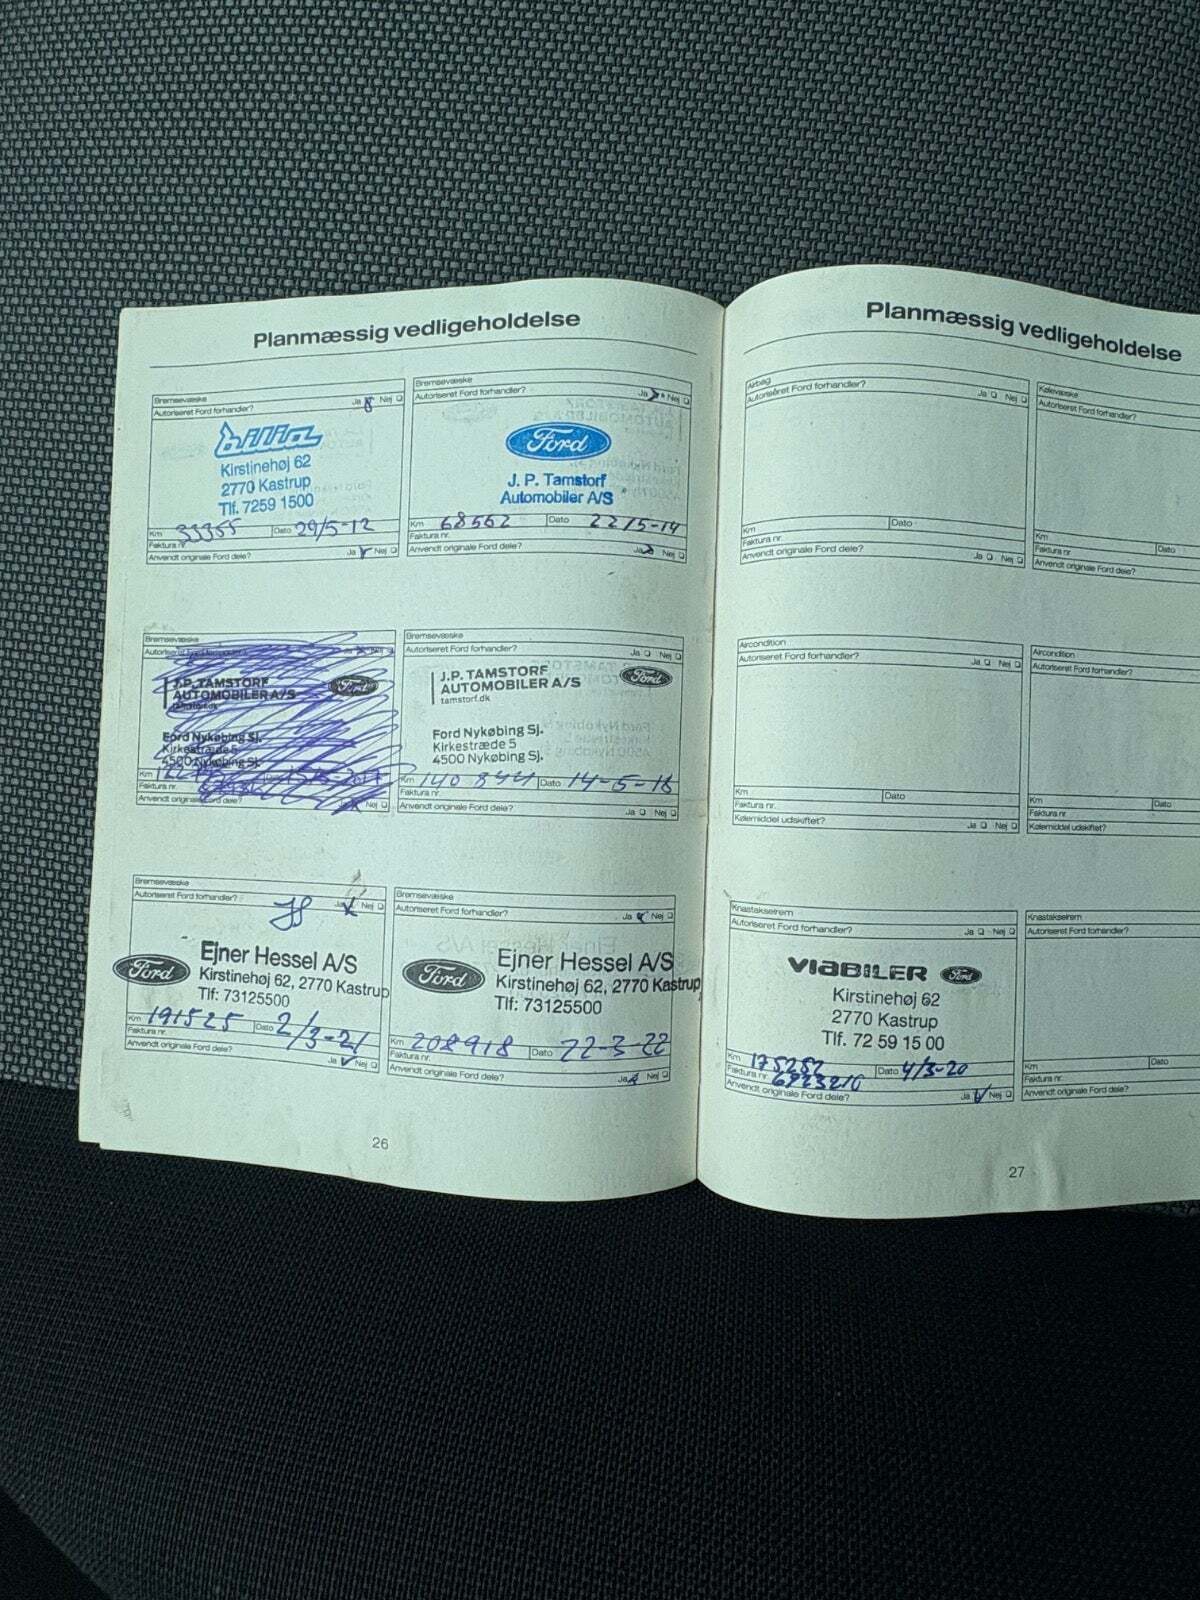 Planmæssig vedligeholdelse
Bremsevæske
Autoriseret Ford forhandler? Ja Nej
bilia
Kirstinehøj 62
2770 Kastrup
Tlf. 7259 1500
Km 33355 Dato 29/5-12
Faktura nr.
Anvendt originale Ford dele? Ja Nej
Bremsevæske
Autoriseret Ford forhandler? Ja Nej
Ford
J. P. Tamstorf
Automobiler A/S
Km 68562 Dato 22/5-14
Faktura nr.
Anvendt originale Ford dele? Ja Nej
Bremsevæske
Autoriseret Ford forhandler?
J.P. TAMSTORF
AUTOMOBILER A/S
Ford
Ford Nykøbing Sj.
Kirkestræde 5
4500 Nykøbing Sj.
Km Dato
Faktura nr.
Anvendt originale Ford dele? Ja Nej
Bremsevæske
Autoriseret Ford forhandler? Ja Nej
J.P. TAMSTORF
AUTOMOBILER A/S
tamstorf.dk
Ford
Ford Nykøbing Sj.
Kirkestræde 5
4500 Nykøbing Sj.
Km 140 844 Dato 14-5-18
Faktura nr.
Anvendt originale Ford dele? Ja Nej
Bremsevæske
Autoriseret Ford forhandler? Ja Nej
Ford
Ejner Hessel A/S
Kirstinehøj 62, 2770 Kastrup
Tlf: 73125500
Km 191525 Dato 2/3-21
Faktura nr.
Anvendt originale Ford dele? Ja Nej
Bremsevæske
Autoriseret Ford forhandler? Ja Nej
Ford
Ejner Hessel A/S
Kirstinehøj 62, 2770 Kastrup
Tlf: 73125500
Km 208918 Dato 22-3-22
Faktura nr.
Anvendt originale Ford dele? Ja Nej
26
Planmæssig vedligeholdelse
Airbag
Autoriseret Ford forhandler? Ja Nej
Km Dato
Faktura nr.
Anvendt originale Ford dele? Ja Nej
Kølevæske
Autoriseret Ford forhandler?
Km Dato
Faktura nr.
Anvendt originale Ford dele?
Aircondition
Autoriseret Ford forhandler? Ja Nej
Km Dato
Faktura nr.
Kølemiddel udskiftet? Ja Nej
Aircondition
Autoriseret Ford forhandler?
Km Dato
Faktura nr.
Kølemiddel udskiftet?
Knastakselrem
Autoriseret Ford forhandler? Ja Nej
VIABILER Ford
Kirstinehøj 62
2770 Kastrup
Tlf. 72 59 15 00
Km 175252 Dato 4/3-20
Faktura nr. 6923210
Anvendt originale Ford dele? Ja Nej
Knastakselrem
Autoriseret Ford forhandler?
Km Dato
Faktura nr.
Anvendt originale Ford dele?
27